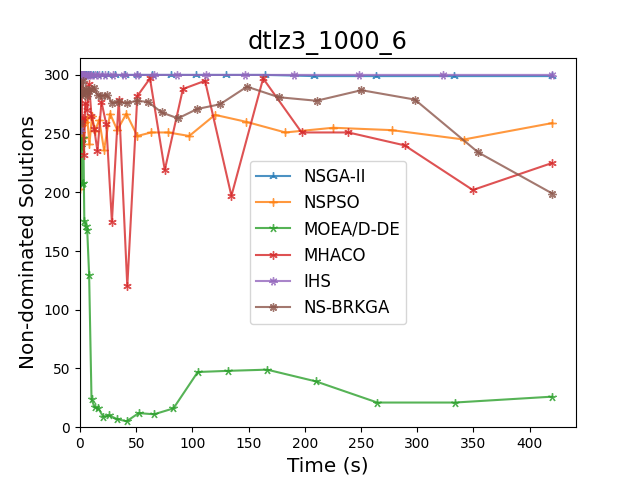 dtlz3_1000_6
Non-dominated Solutions
300
250
200
150
100
50
0
NSGA-II
NSPSO
MOEA/D-DE
MHACO
IHS
NS-BRKGA
0 50 100 150 200 250 300 350 400
Time (s)